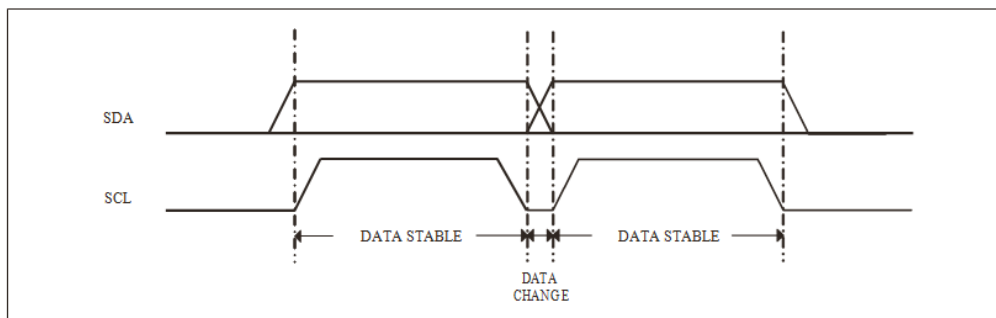 SDA
SCL
DATA STABLE
DATA STABLE
DATA
CHANGE